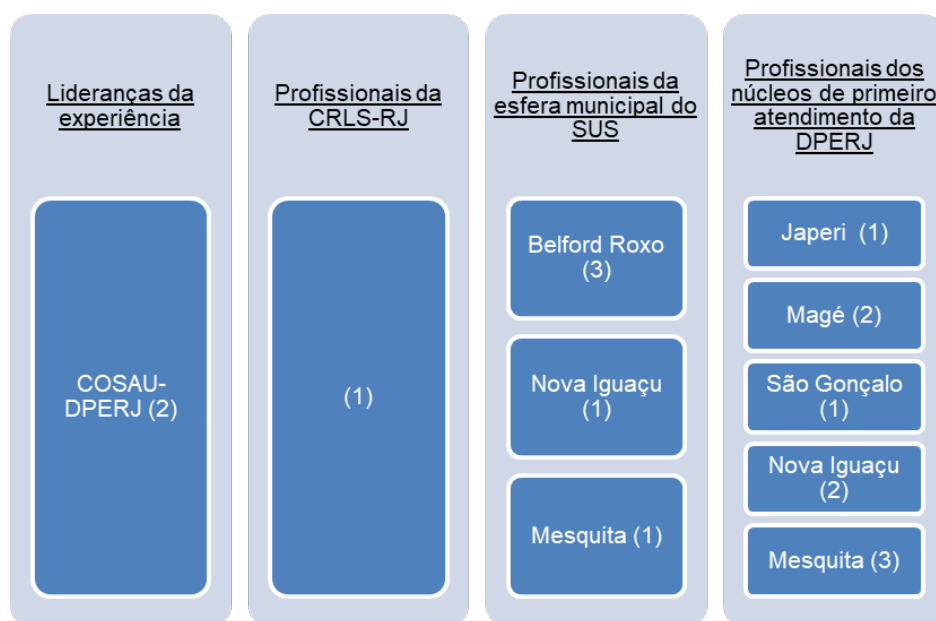 Lideranças da
experiência
COSAU-
DPERJ (2)
Profissionais da
CRLS-RJ
(1)
Profissionais da
esfera municipal do
SUS
Belford Roxo
(3)
Nova Iguaçu
(1)
Mesquita (1)
Profissionais dos
núcleos de primeiro
atendimento da
DPERJ
Japeri (1)
Magé (2)
São Gonçalo
(1)
Nova Iguaçu
(2)
Mesquita (3)